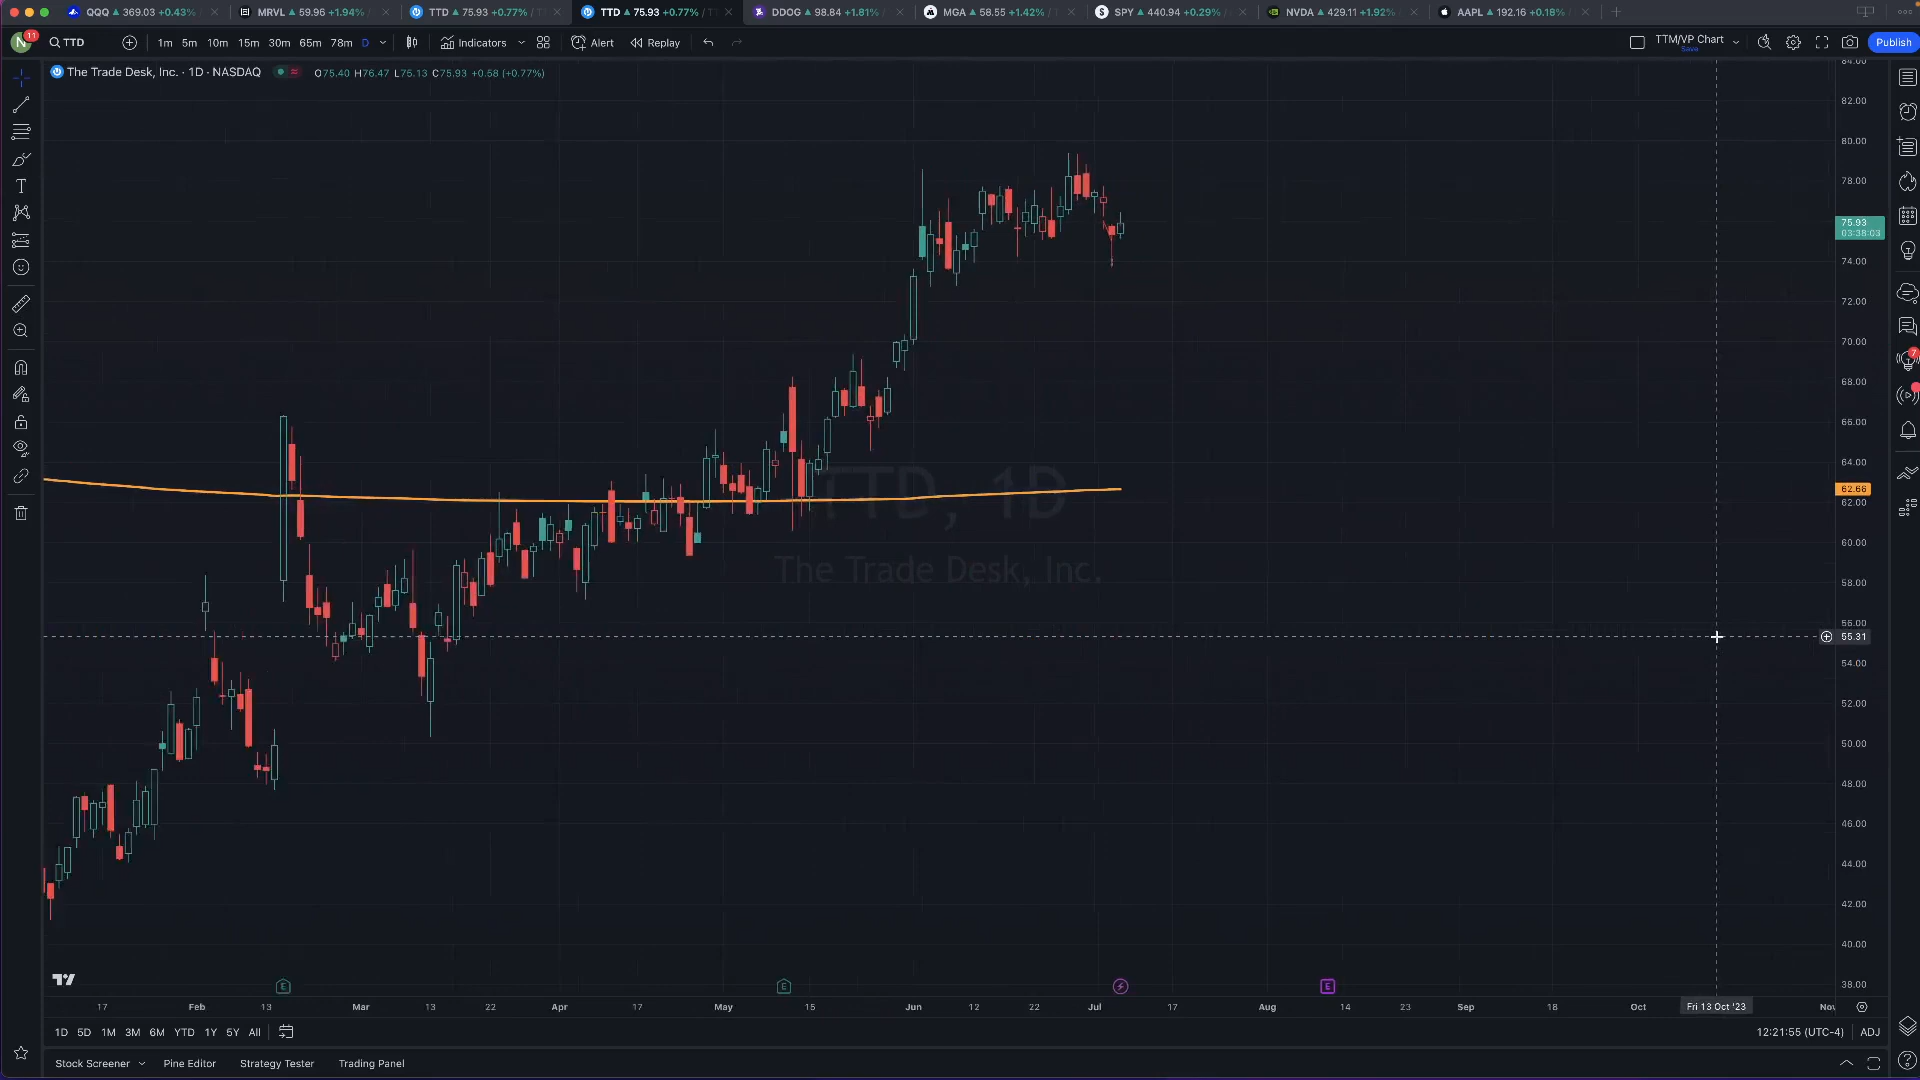 QQQ ▲ 369.03 +0.43% /
MRVL ▲ 59.96 +1.94% /
TTD ▲ 75.93 +0.77% / T
TTD ▲ 75.93 +0.77% / T
DDOG ▲ 98.84 +1.81% /
MGA ▲ 58.55 +1.42% / T
SPY ▲ 440.94 +0.29% /
NVDA ▲ 429.11 +1.92% /
AAPL ▲ 192.16 +0.18% /
N 11 TTD 1m 5m 10m 15m 30m 65m 78m D Indicators Alert Replay TTM/VP Chart Save Publish
The Trade Desk, Inc. · 1D · NASDAQ O75.40 H76.47 L75.13 C75.93 +0.58 (+0.77%)
84.00
82.00
80.00
78.00
75.93
03:38:03
74.00
72.00
70.00
68.00
66.00
64.00
62.66
62.00
60.00
58.00
56.00
55.31
54.00
52.00
50.00
48.00
46.00
44.00
42.00
40.00
38.00
TTD, 1D
The Trade Desk, Inc.
7
E E E
17 Feb 13 Mar 13 22 Apr 17 May 15 Jun 12 22 Jul 17 Aug 14 23 Sep 18 Oct Fri 13 Oct '23 Nov
1D 5D 1M 3M 6M YTD 1Y 5Y All 12:21:55 (UTC-4) ADJ
Stock Screener Pine Editor Strategy Tester Trading Panel